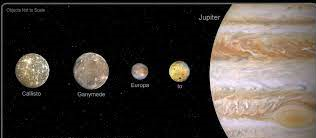 Objects Not to Scale
Jupiter
Callisto
Ganymede
Europa
Io